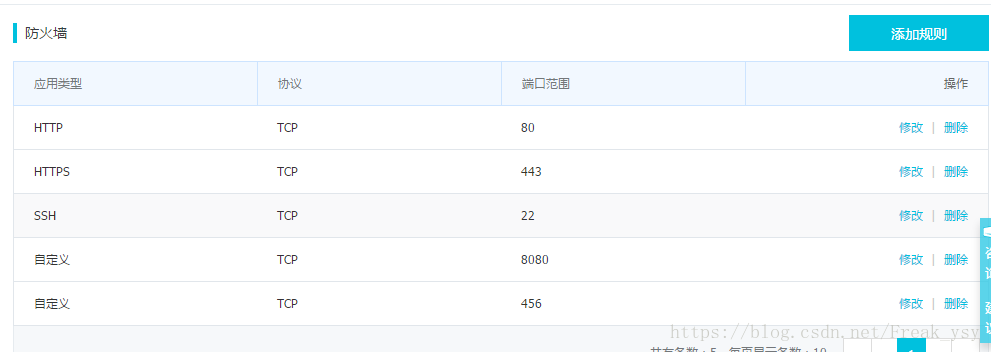 防火墙 添加规则
应用类型 协议 端口范围 操作
HTTP TCP 80 修改 | 删除
HTTPS TCP 443 修改 | 删除
SSH TCP 22 修改 | 删除
自定义 TCP 8080 修改 | 删除
自定义 TCP 456 修改 | 删除
咨询
建议
https://blog.csdn.net/Freak_ysy
共有条数：5 每页显示条数：10